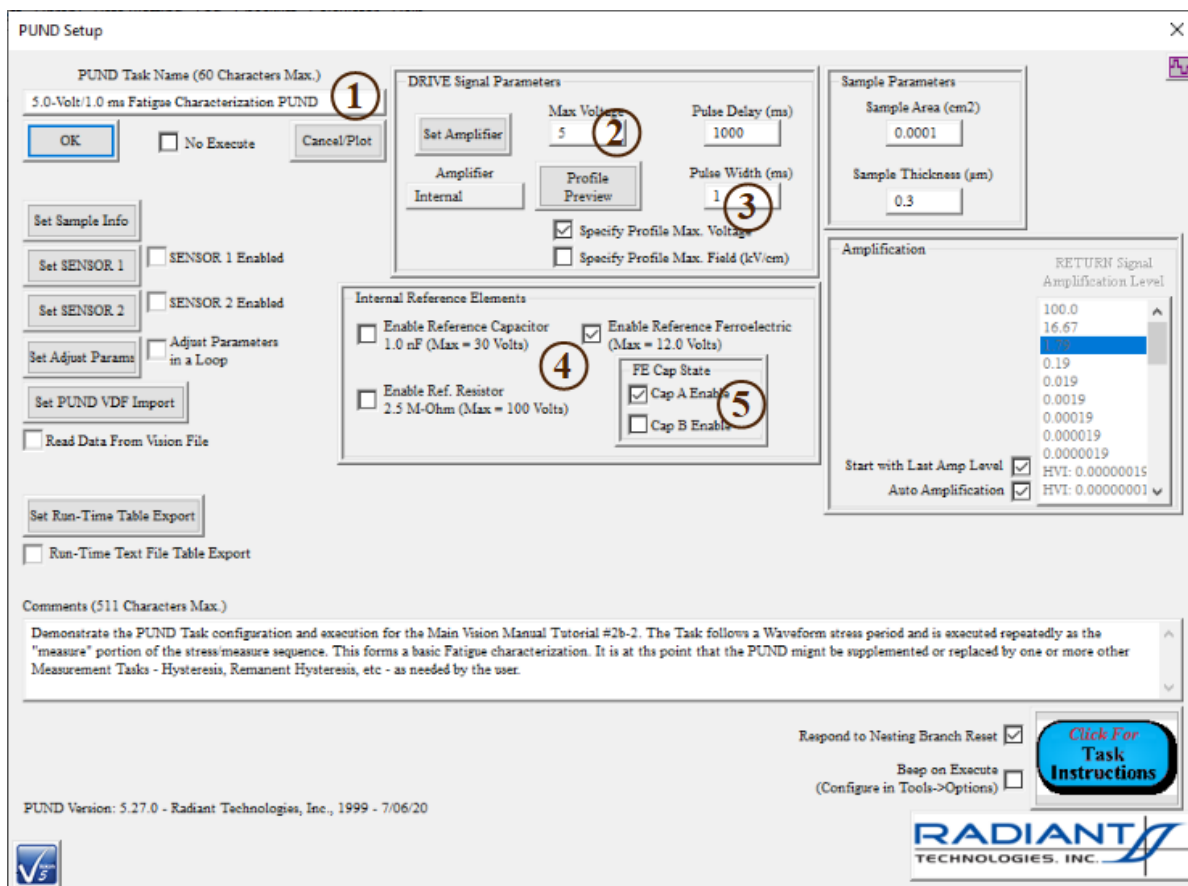 PUND Setup
PUND Task Name (60 Characters Max.)
5.0-Volt/1.0 ms Fatigue Characterization PUND
1
OK
No Execute
Cancel/Plot
DRIVE Signal Parameters
Set Amplifier
Max Voltage
5
2
Pulse Delay (ms)
1000
Amplifier
Internal
Profile
Preview
Pulse Width (ms)
1
3
Specify Profile Max. Voltage
Specify Profile Max. Field (kV/cm)
Sample Parameters
Sample Area (cm2)
0.0001
Sample Thickness (µm)
0.3
Set Sample Info
Set SENSOR 1
SENSOR 1 Enabled
Set SENSOR 2
SENSOR 2 Enabled
Set Adjust Params
Adjust Parameters
in a Loop
Set PUND VDF Import
Read Data From Vision File
Set Run-Time Table Export
Run-Time Text File Table Export
Internal Reference Elements
Enable Reference Capacitor
1.0 nF (Max = 30 Volts)
4
Enable Ref. Resistor
2.5 M-Ohm (Max = 100 Volts)
Enable Reference Ferroelectric
(Max = 12.0 Volts)
FE Cap State
Cap A Enable
5
Cap B Enable
Amplification
RETURN Signal
Amplification Level
100.0
16.67
1.79
0.19
0.019
0.0019
0.00019
0.000019
0.0000019
HVI: 0.00000019
HVI: 0.00000001
Start with Last Amp Level
Auto Amplification
Comments (511 Characters Max.)
Demonstrate the PUND Task configuration and execution for the Main Vision Manual Tutorial #2b-2. The Task follows a Waveform stress period and is executed repeatedly as the
"measure" portion of the stress/measure sequence. This forms a basic Fatigue characterization. It is at ths point that the PUND mignt be supplemented or replaced by one or more other
Measurement Tasks - Hysteresis, Remanent Hysteresis, etc - as needed by the user.
Respond to Nesting Branch Reset
Beep on Execute
(Configure in Tools->Options)
Click For
Task
Instructions
PUND Version: 5.27.0 - Radiant Technologies, Inc., 1999 - 7/06/20
RADIANT
TECHNOLOGIES, INC.